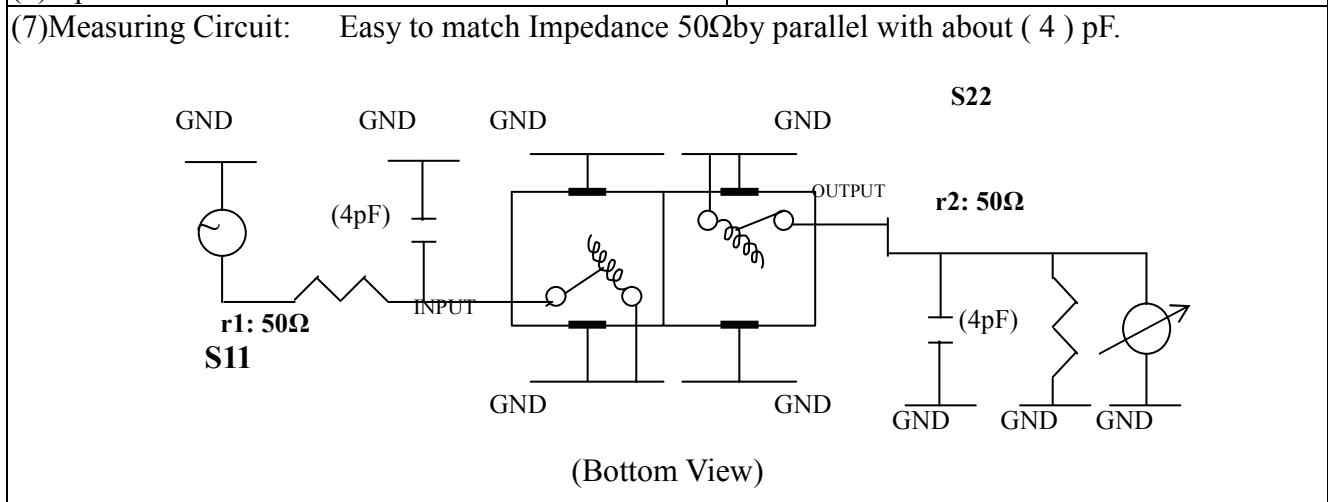 (7)Measuring Circuit: Easy to match Impedance 50Ωby parallel with about ( 4 ) pF.
S22
GND GND GND GND
(4pF) OUTPUT r2: 50Ω
INPUT
r1: 50Ω (4pF)
S11
GND GND
GND GND GND
(Bottom View)